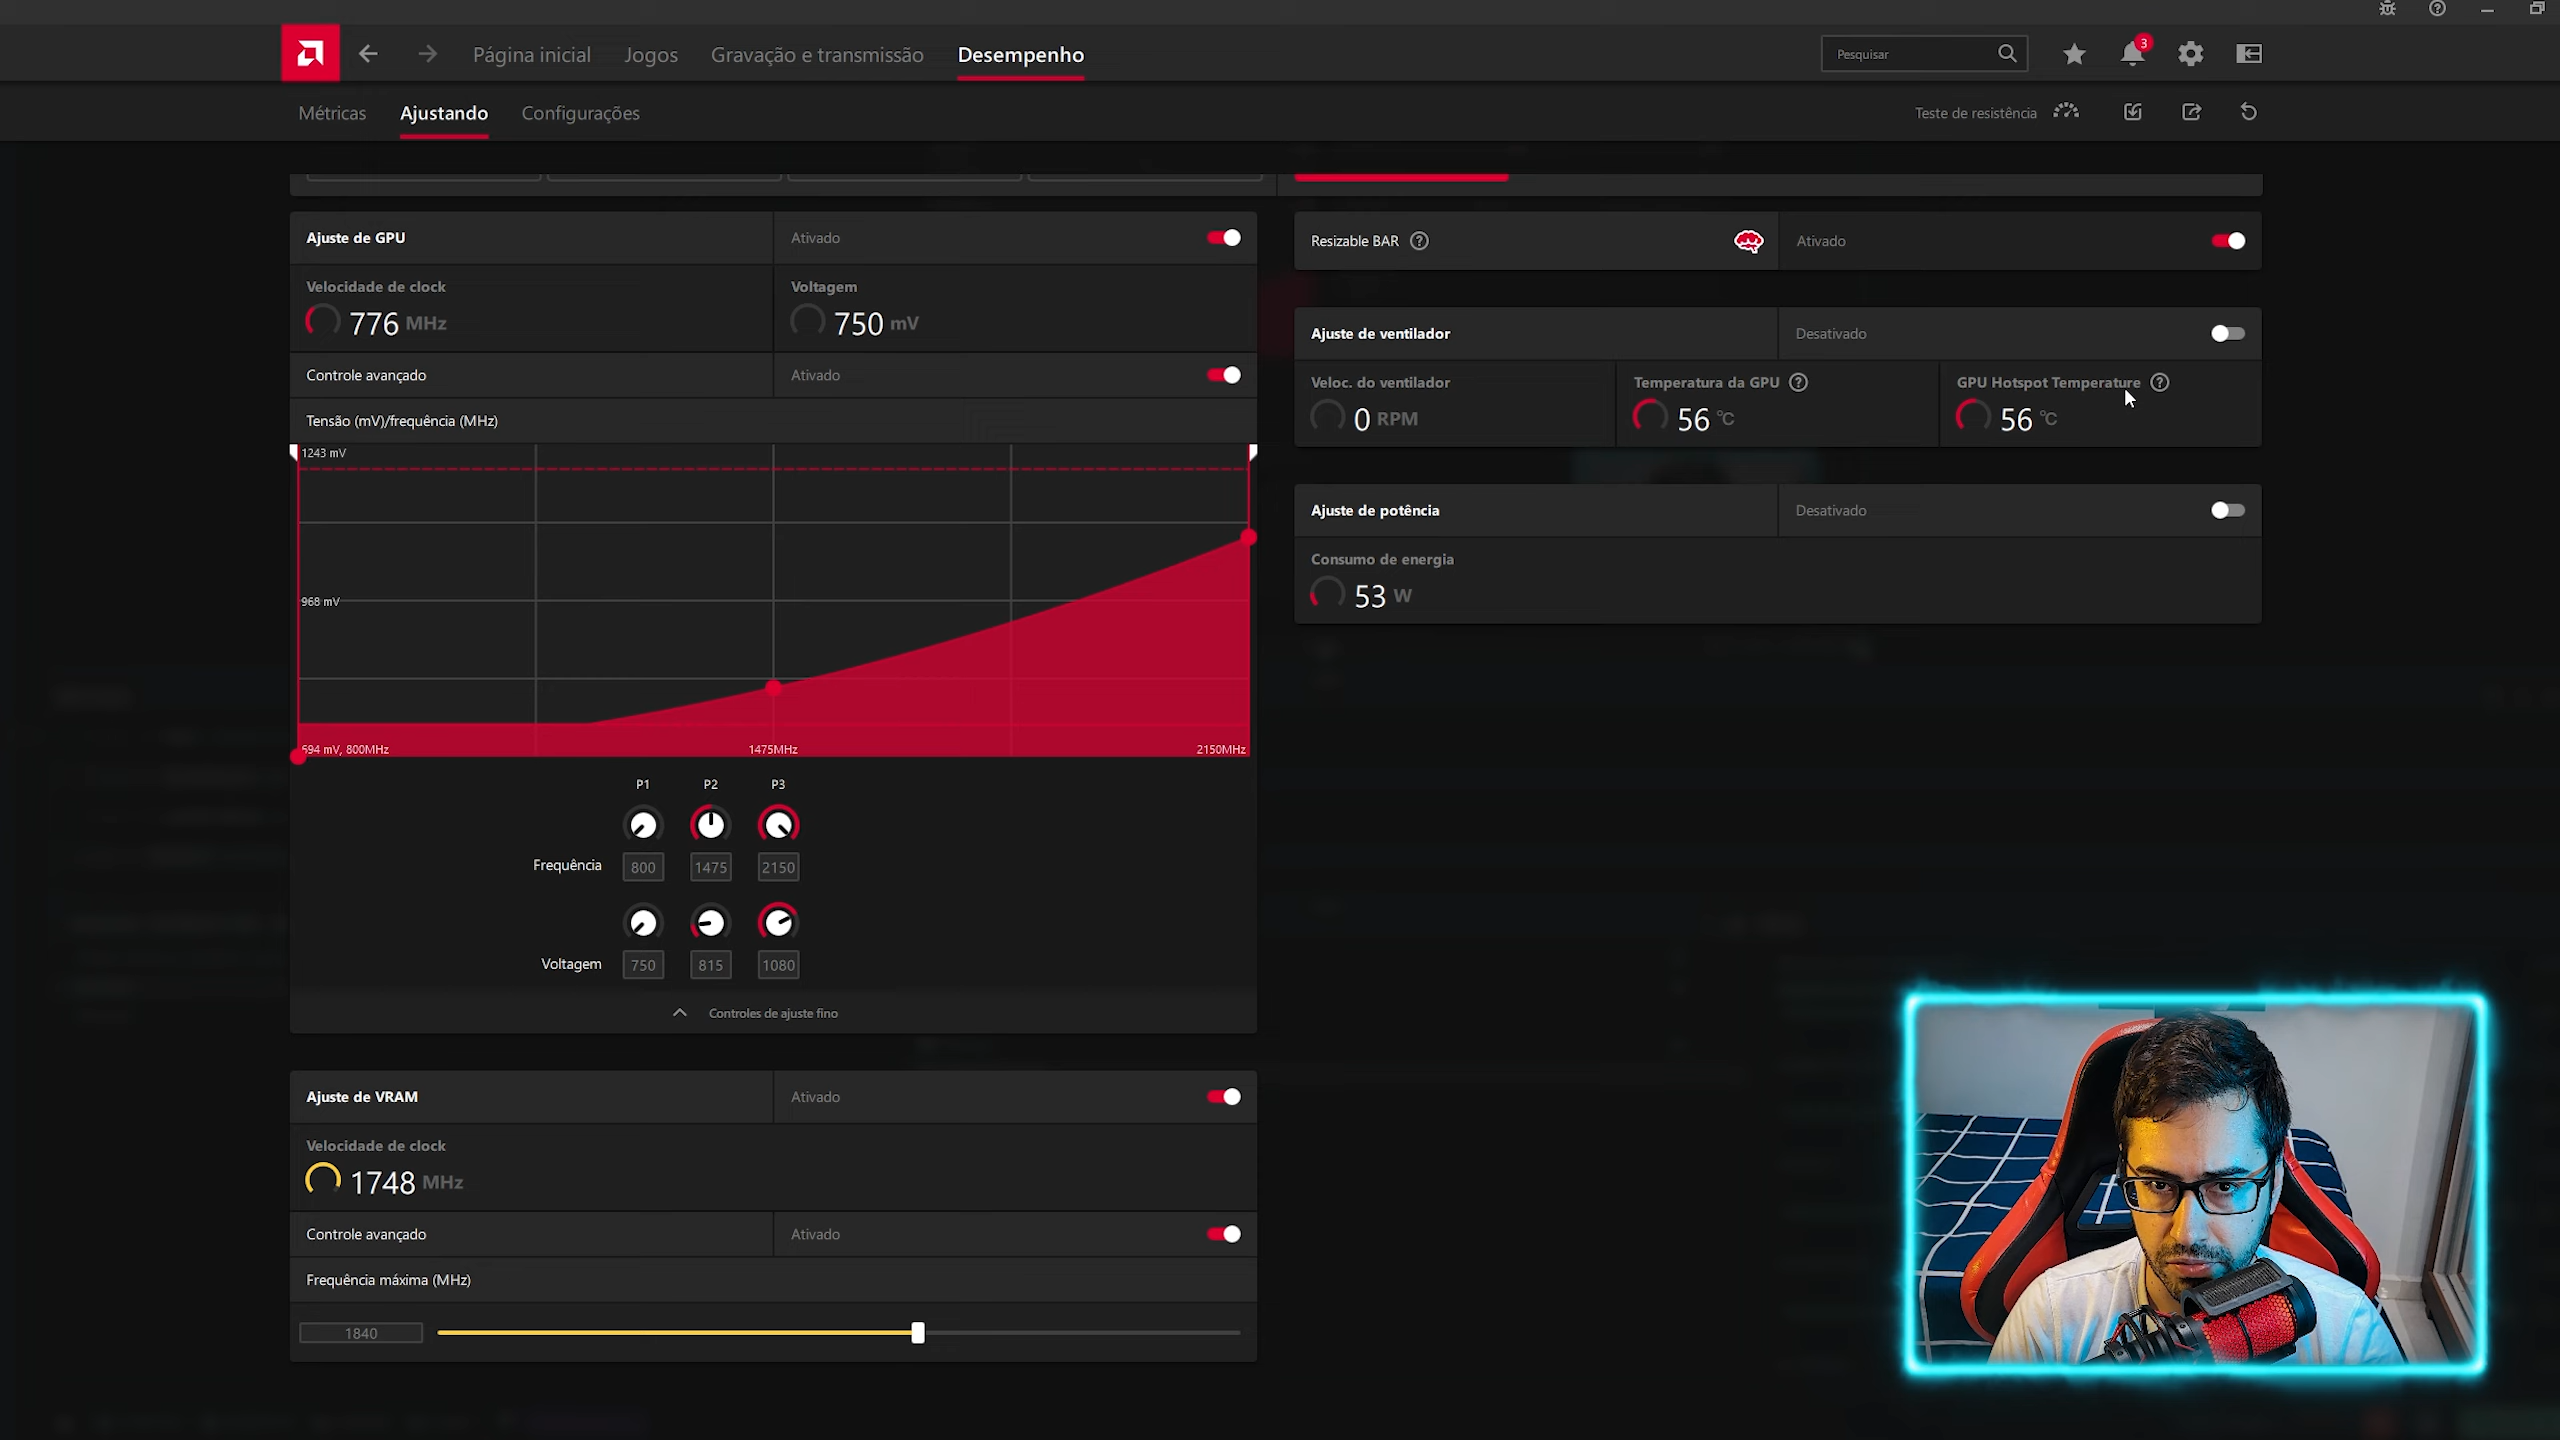 Página inicial Jogos Gravação e transmissão Desempenho Pesquisar 3
Métricas Ajustando Configurações Teste de resistência
Ajuste de GPU Ativado
Velocidade de clock Voltagem
776 MHz 750 mV
Controle avançado Ativado
Tensão (mV)/frequência (MHz)
1243 mV
968 mV
694 mV, 800MHz 1475MHz 2150MHz
P1 P2 P3
Frequência 800 1475 2150
Voltagem 750 815 1080
Controles de ajuste fino
Ajuste de VRAM Ativado
Velocidade de clock
1748 MHz
Controle avançado Ativado
Frequência máxima (MHz)
1840
Resizable BAR ? Ativado
Ajuste de ventilador Desativado
Veloc. do ventilador Temperatura da GPU ? GPU Hotspot Temperature ?
0 RPM 56 °C 56 °C
Ajuste de potência Desativado
Consumo de energia
53 W